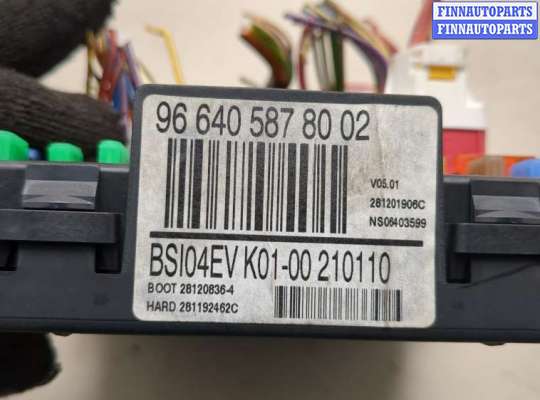 FINNAUTOPARTS
FINNAUTOPARTS
96 640 587 80 02
V05.01
281201906C
NS06403599
BSI04EV K01-00 210110
BOOT 28120836-4
HARD 281192462C